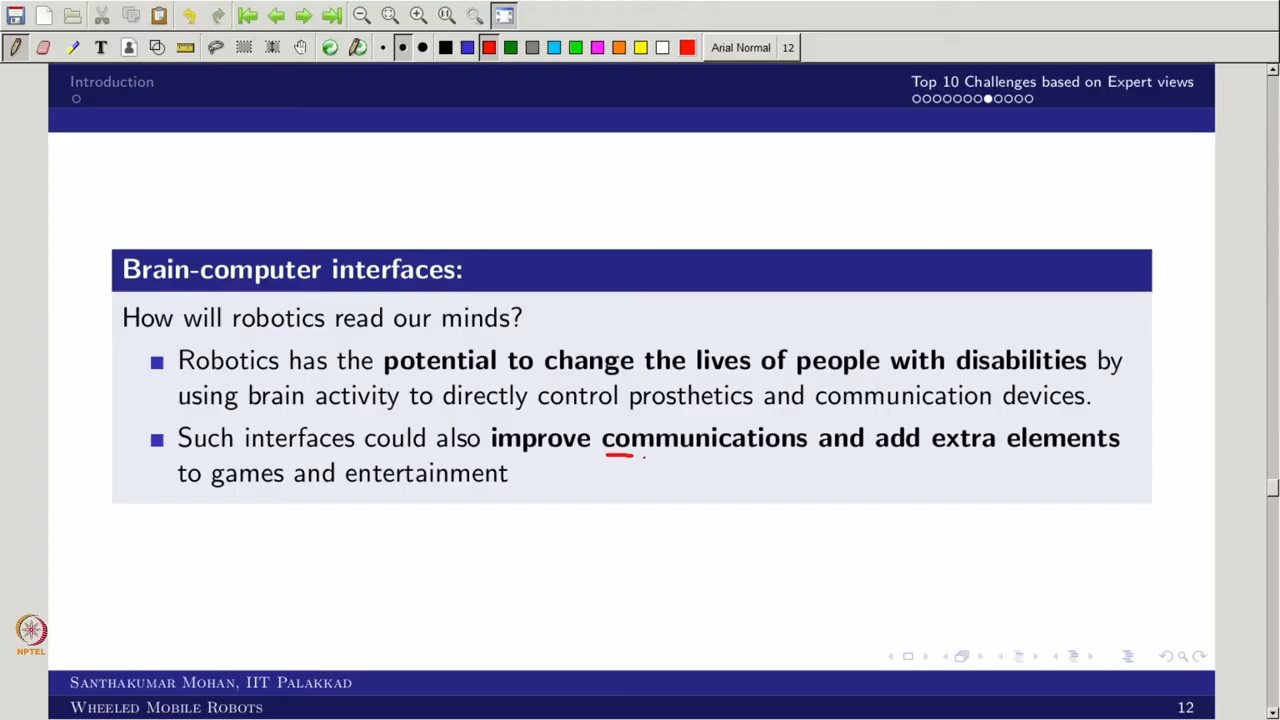 Arial Normal 12
Introduction
Top 10 Challenges based on Expert views
Brain-computer interfaces:
How will robotics read our minds?
Robotics has the potential to change the lives of people with disabilities by
using brain activity to directly control prosthetics and communication devices.
Such interfaces could also improve communications and add extra elements
to games and entertainment
NPTEL
Santhakumar Mohan, IIT Palakkad
Wheeled Mobile Robots
12